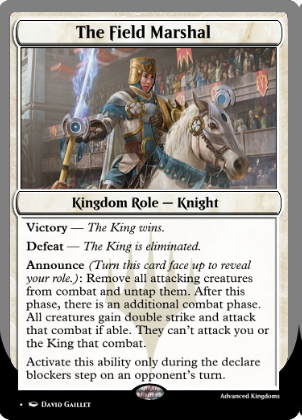 The Field Marshal
Kingdom Role — Knight
Victory — The King wins.
Defeat — The King is eliminated.
Announce (Turn this card face up to reveal
your role.): Remove all attacking creatures
from combat and untap them. After this
phase, there is an additional combat phase.
All creatures gain double strike and attack
that combat if able. They can't attack you or
the King that combat.
Activate this ability only during the declare
blockers step on an opponent's turn.
Advanced Kingdoms
• DAVID GAILLET